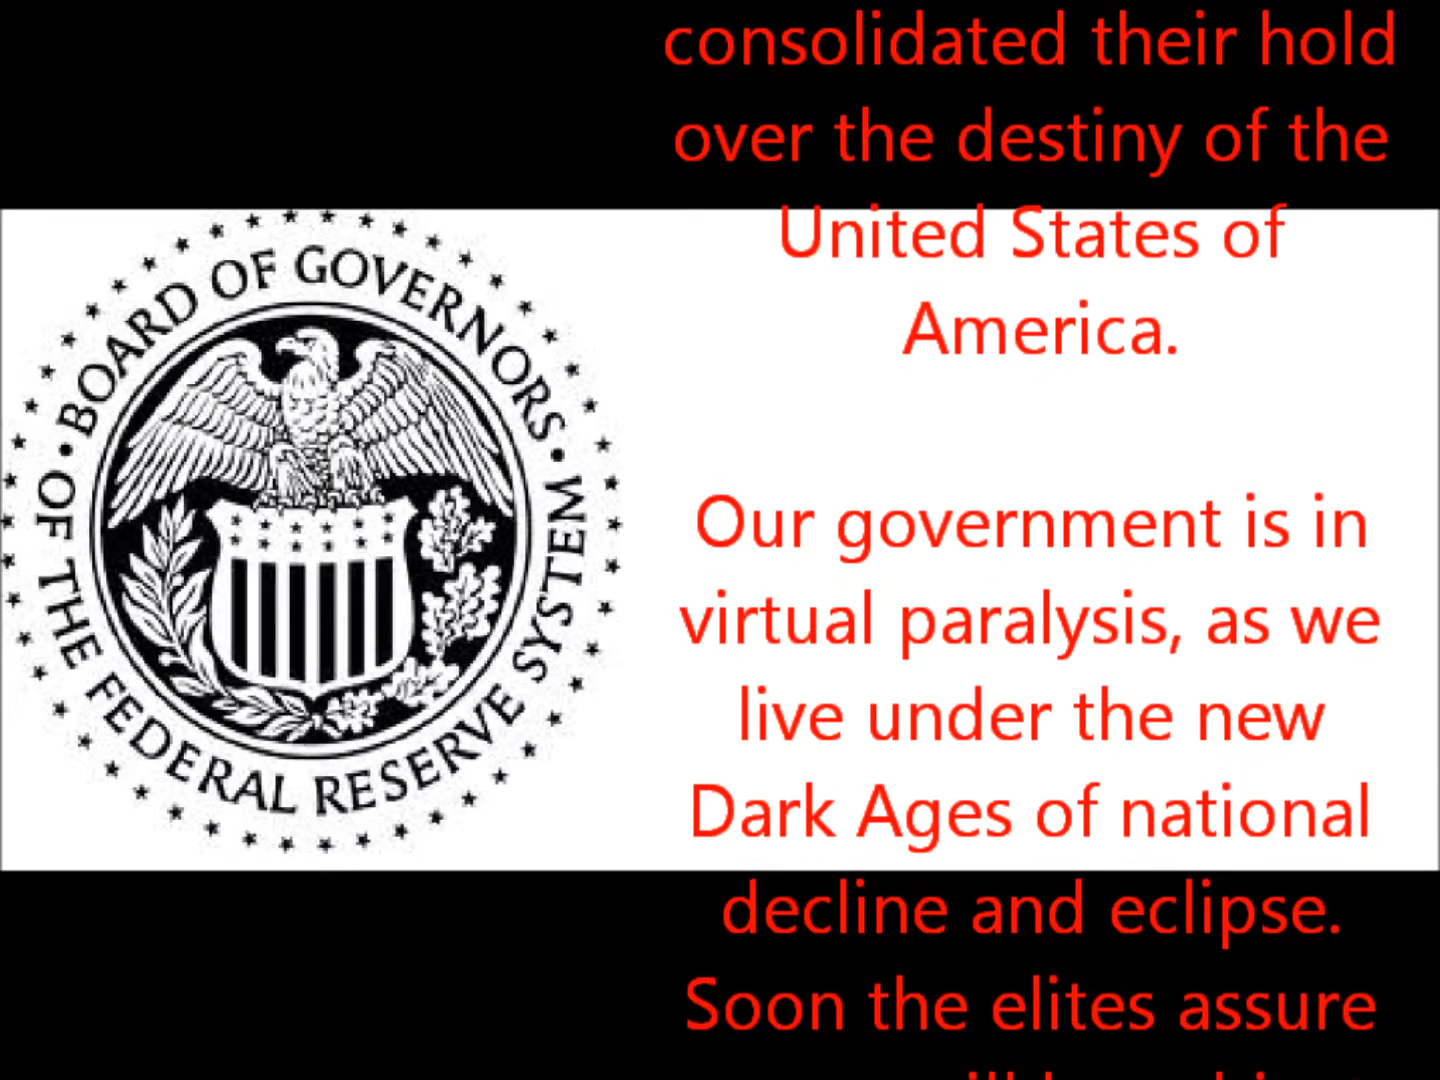 BOARD OF GOVERNORS
OF THE FEDERAL RESERVE SYSTEM
consolidated their hold
over the destiny of the
United States of
America.
Our government is in
virtual paralysis, as we
live under the new
Dark Ages of national
decline and eclipse.
Soon the elites assure